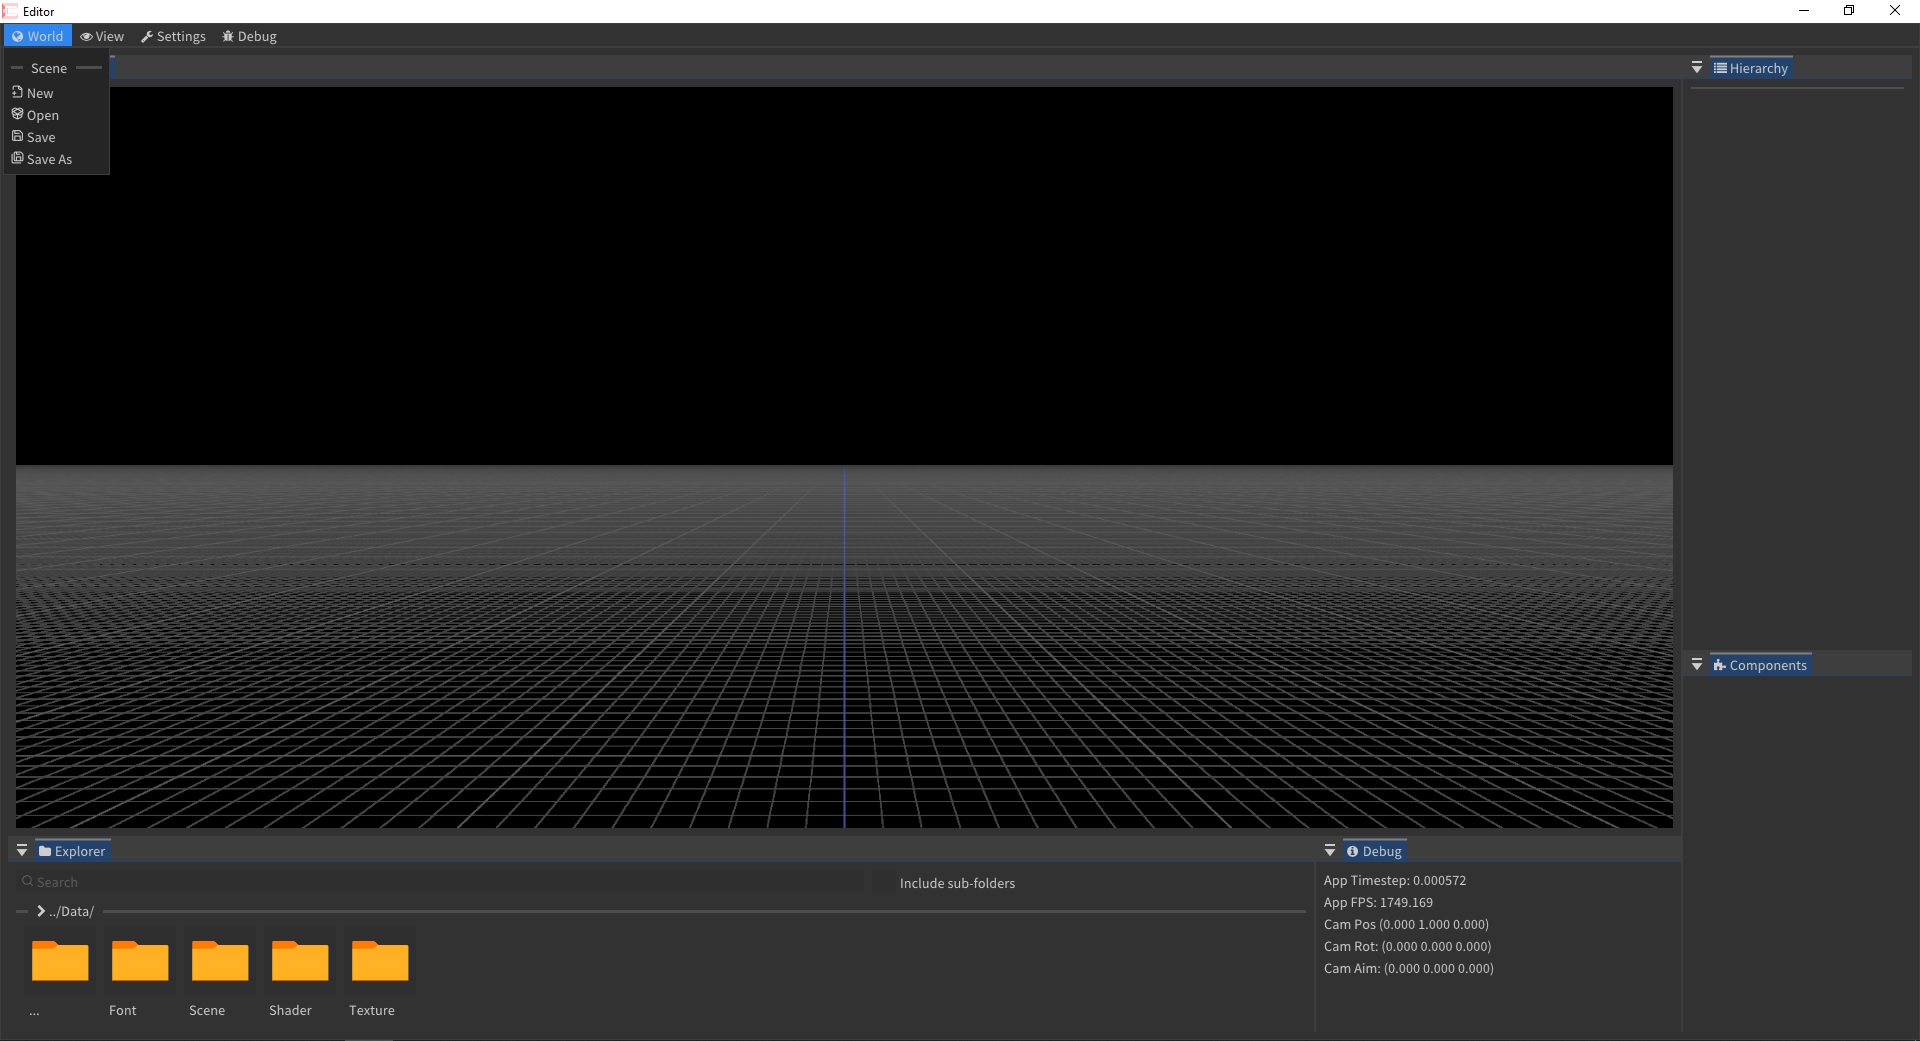 Editor
World View Settings Debug
Scene
New
Open
Save
Save As
Hierarchy
Components
Explorer
Search
Include sub-folders
../Data/
...
Font
Scene
Shader
Texture
Debug
App Timestep: 0.000572
App FPS: 1749.169
Cam Pos (0.000 1.000 0.000)
Cam Rot: (0.000 0.000 0.000)
Cam Aim: (0.000 0.000 0.000)